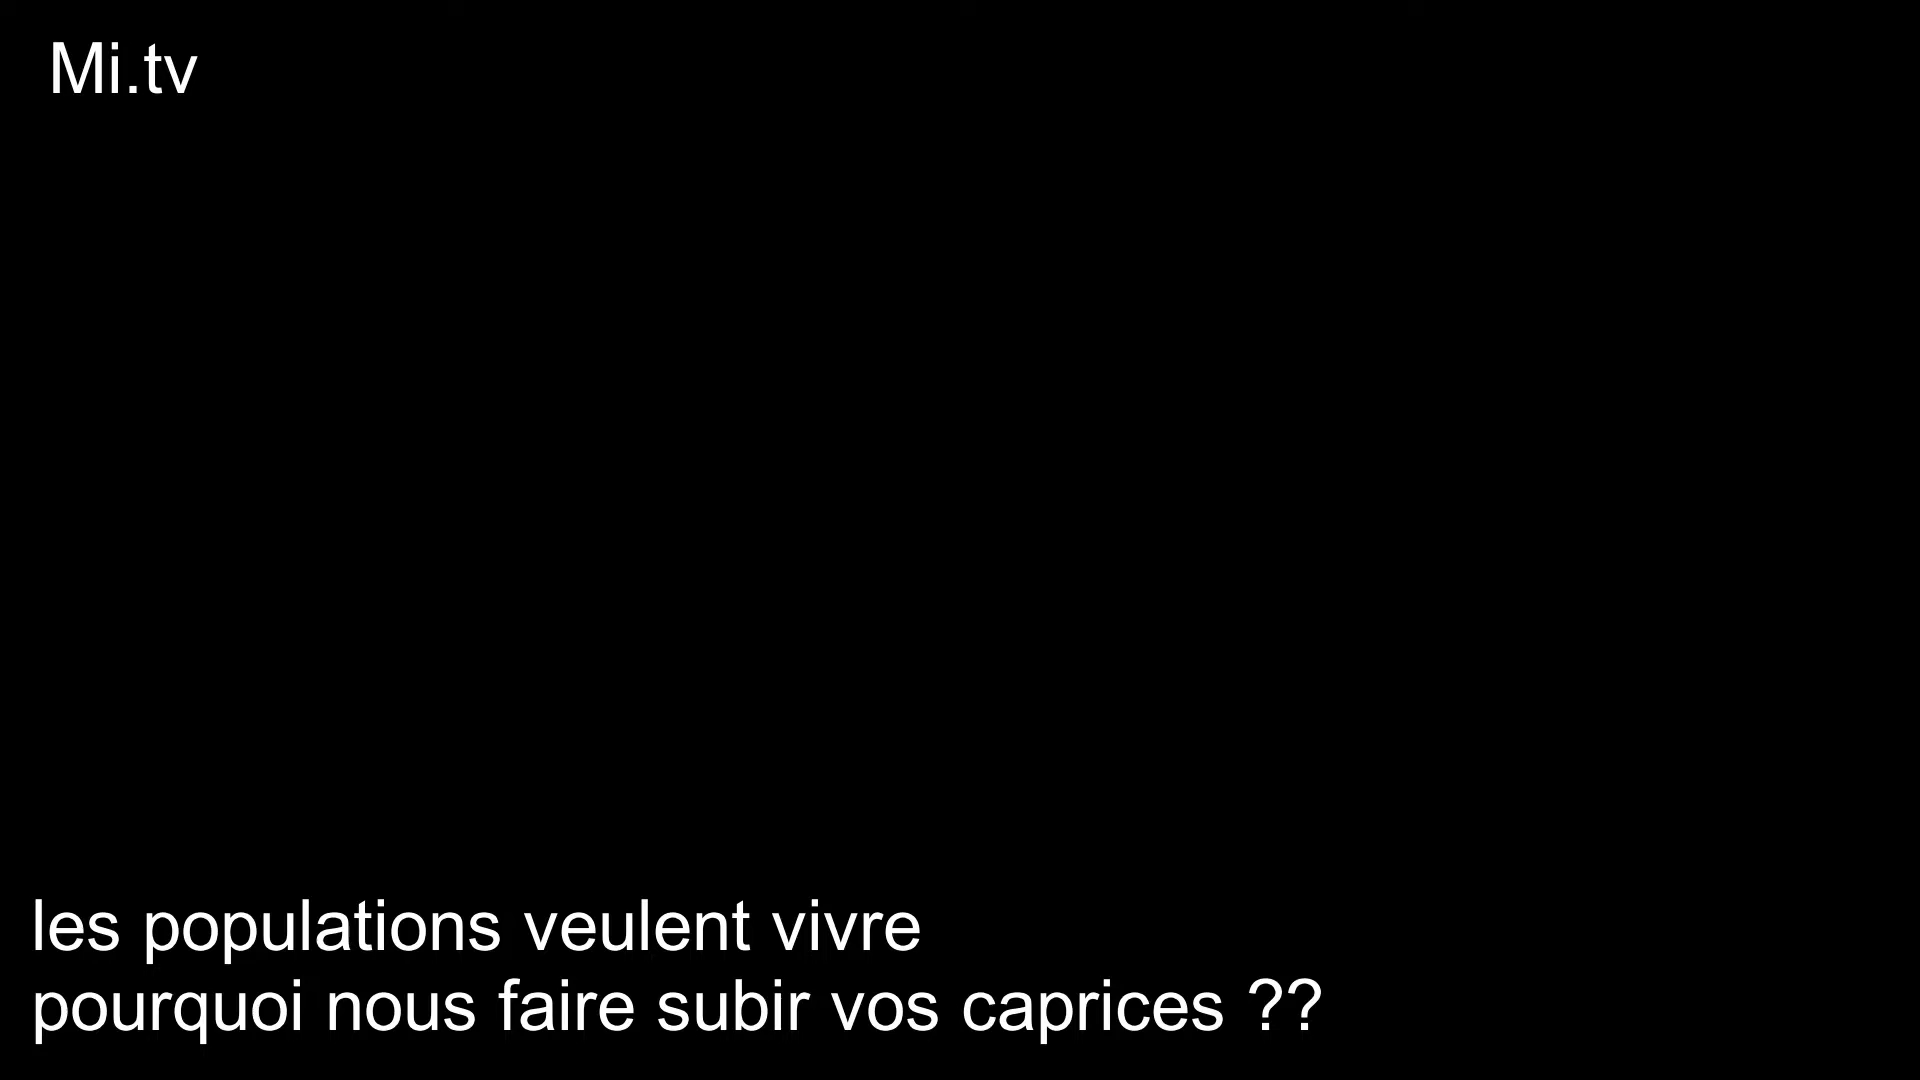 Mi.tv
les populations veulent vivre
pourquoi nous faire subir vos caprices ??